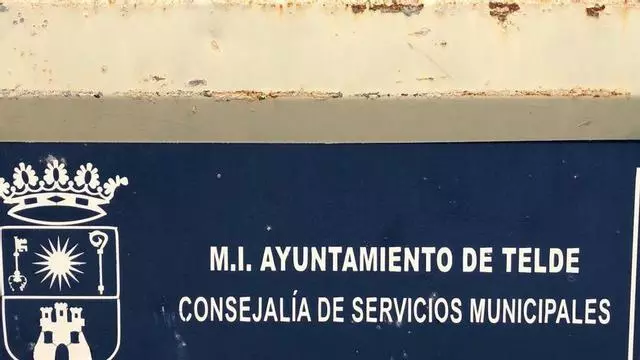 M.I. AYUNTAMIENTO DE TELDE
CONSEJALÍA DE SERVICIOS MUNICIPALES